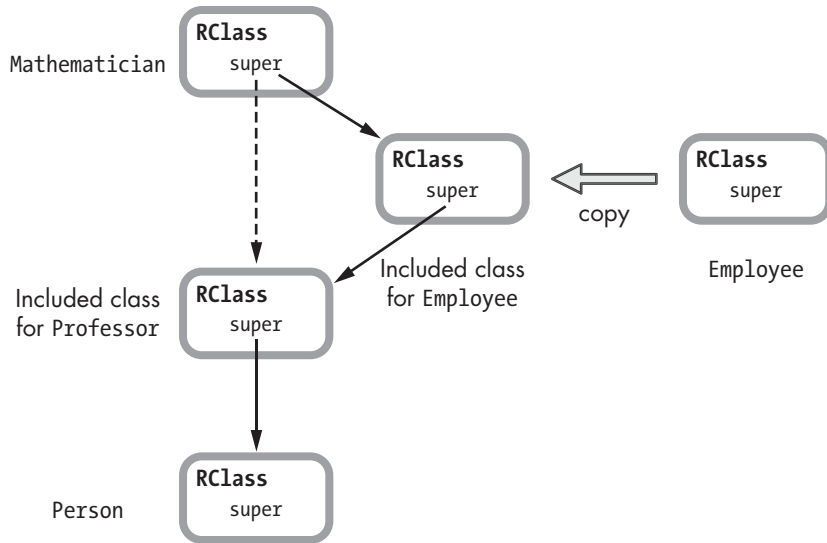 RClass
super
Mathematician
RClass
super
RClass
super
copy
Included class
for Employee
Employee
Included class
for Professor
RClass
super
RClass
super
Person